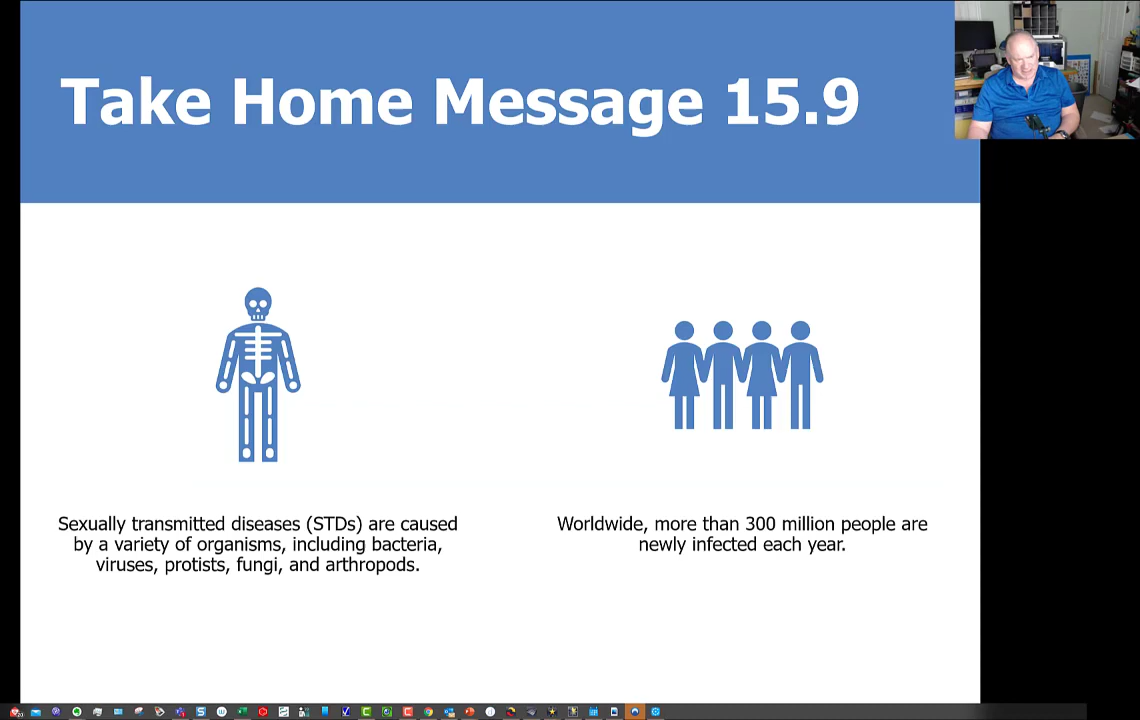 Take Home Message 15.9
Sexually transmitted diseases (STDs) are caused
by a variety of organisms, including bacteria,
viruses, protists, fungi, and arthropods.
Worldwide, more than 300 million people are
newly infected each year.